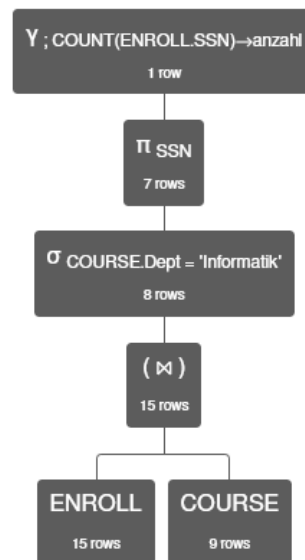 γ ; COUNT(ENROLL.SSN)→anzahl
1 row
π SSN
7 rows
σ COURSE.Dept = 'Informatik'
8 rows
( ⋈ )
15 rows
ENROLL
15 rows
COURSE
9 rows